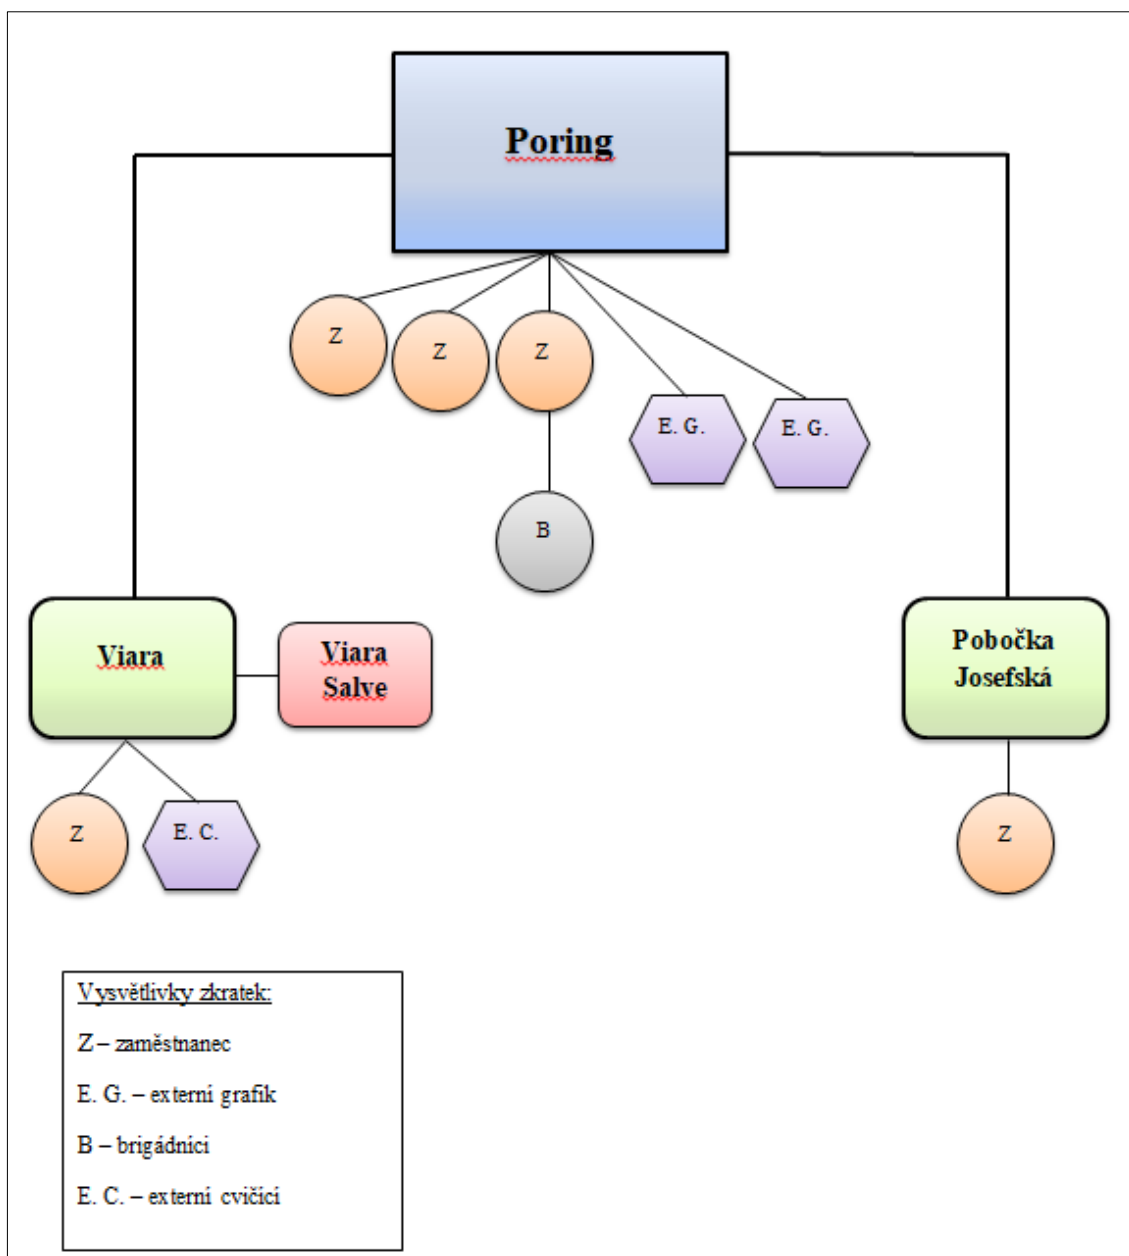 Poring
Z
Z
Z
E. G.
E. G.
B
Viara
Viara
Salve
Pobočka
Josefská
Z
E. C.
Z
Vysvětlivky zkratek:
Z – zaměstnanec
E. G. – externí grafik
B – brigádníci
E. C. – externí cvičící